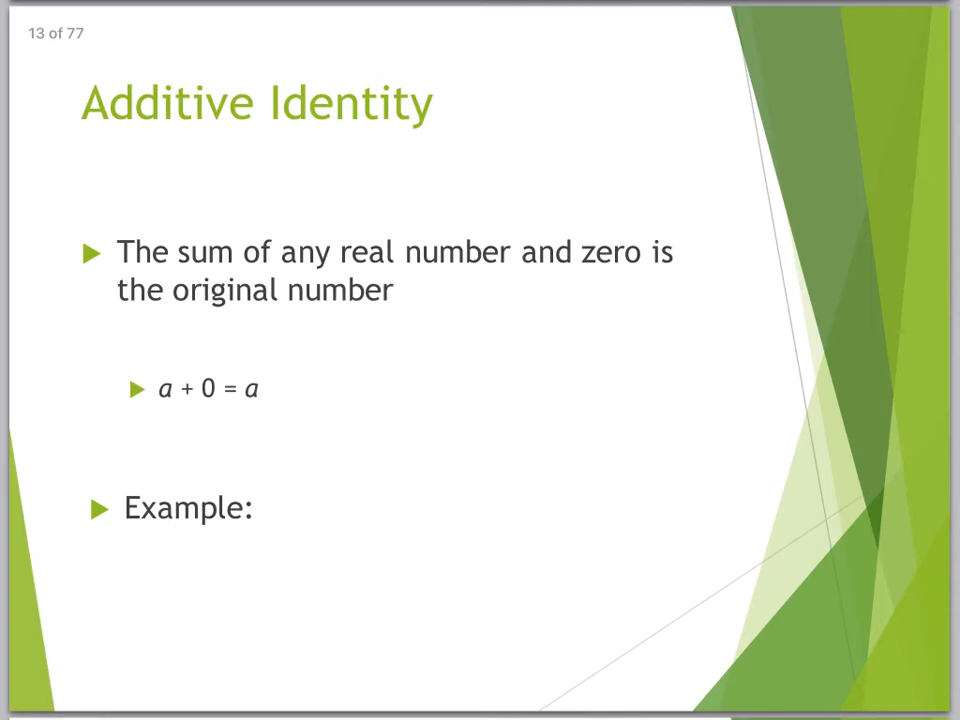 13 of 77
Additive Identity
The sum of any real number and zero is
the original number
a + 0 = a
Example: